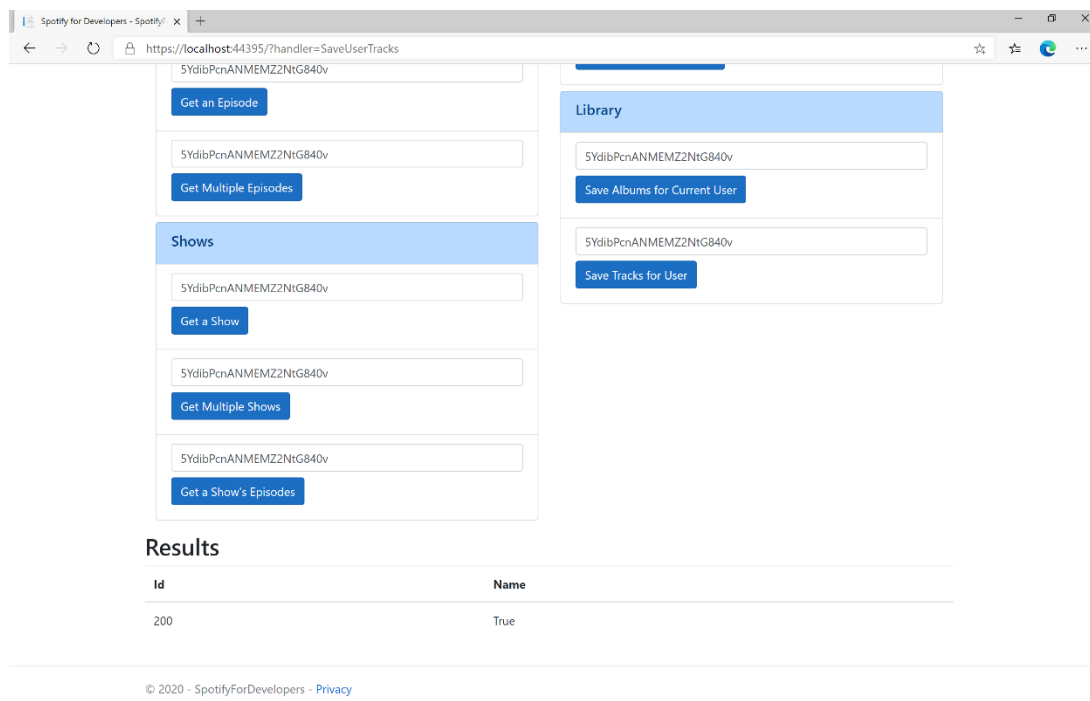 Spotify for Developers - Spotify
https://localhost:44395/?handler=SaveUserTracks
5YdibPcnANMEMZ2NtG840v
Get an Episode
5YdibPcnANMEMZ2NtG840v
Get Multiple Episodes
Shows
5YdibPcnANMEMZ2NtG840v
Get a Show
5YdibPcnANMEMZ2NtG840v
Get Multiple Shows
5YdibPcnANMEMZ2NtG840v
Get a Show's Episodes
Library
5YdibPcnANMEMZ2NtG840v
Save Albums for Current User
5YdibPcnANMEMZ2NtG840v
Save Tracks for User
Results
Id Name
200 True
© 2020 - SpotifyForDevelopers - Privacy